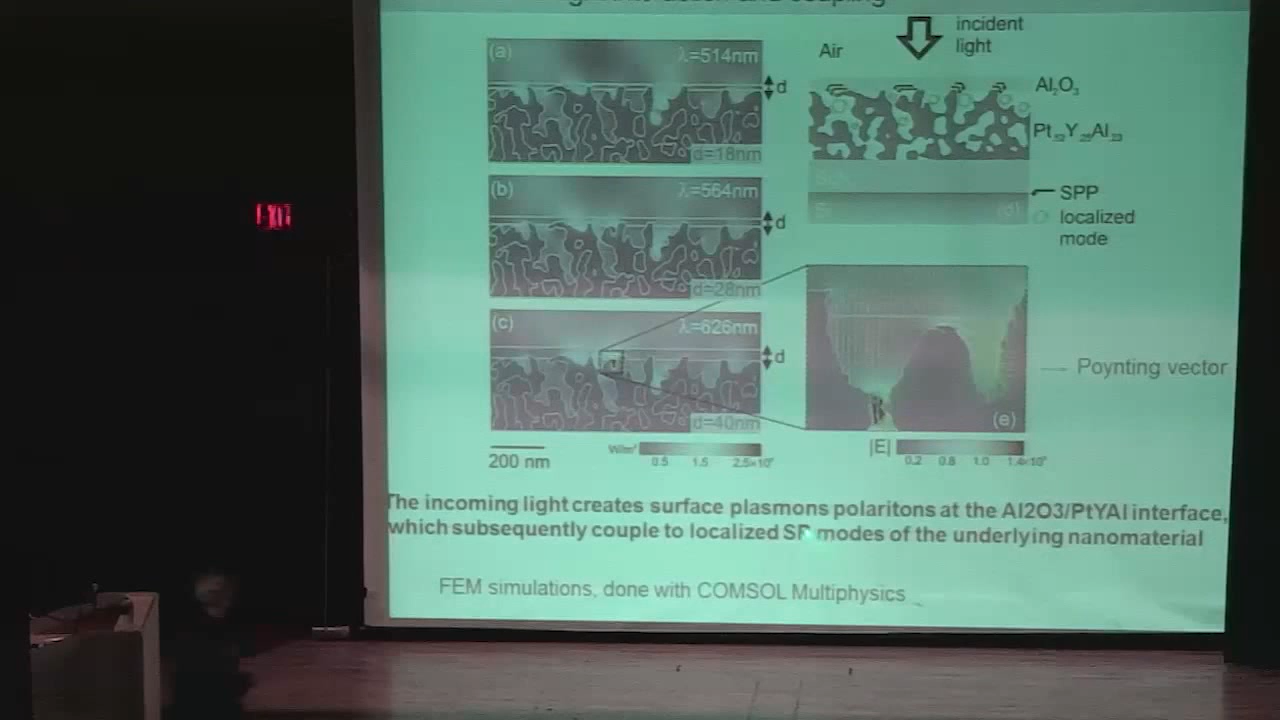 and coupling
(a)
λ=514nm
d
d=18nm
(b)
λ=564nm
d
d=28nm
(c)
λ=626nm
d
d=40nm
200 nm
W/m²
0.5 1.5
incident
light
Air
Al₂O₃
SPP
(d)
localized
mode
(e)
Poynting vector
|E|
0.2 0.8 1.0
The incoming light creates surface plasmons polaritons at the Al2O3/PtYAl interface,
which subsequently couple to localized SP modes of the underlying nanomaterial
FEM simulations, done with COMSOL Multiphysics